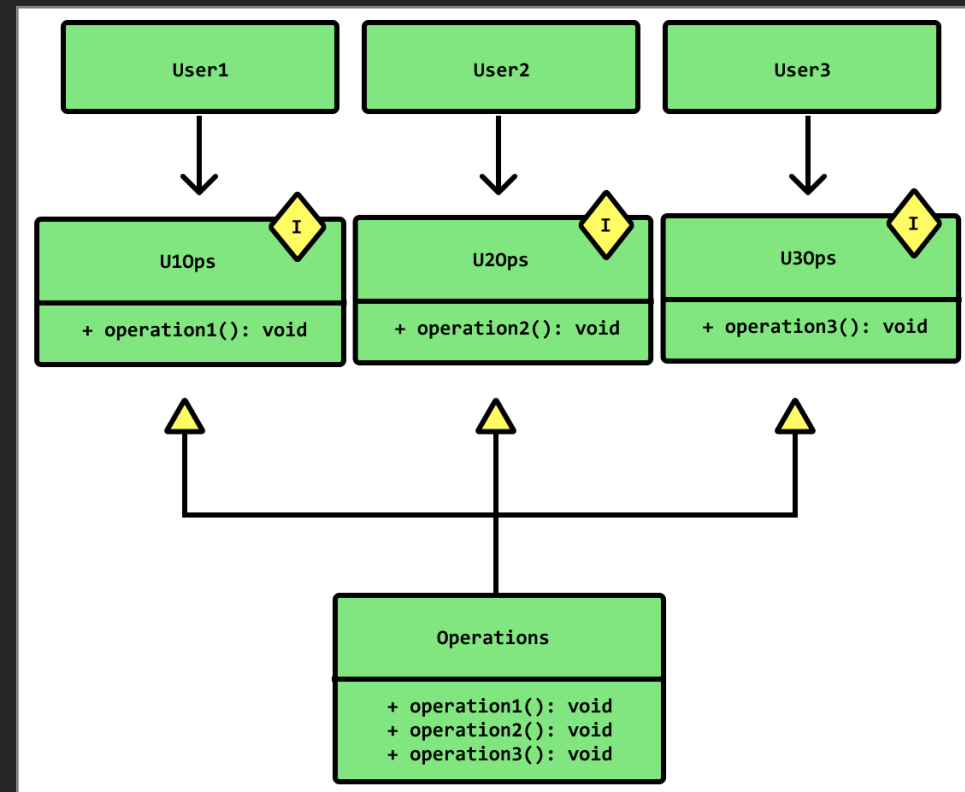 User1
User2
User3
I
I
I
U1Ops
U2Ops
U3Ops
+ operation1(): void
+ operation2(): void
+ operation3(): void
Operations
+ operation1(): void
+ operation2(): void
+ operation3(): void